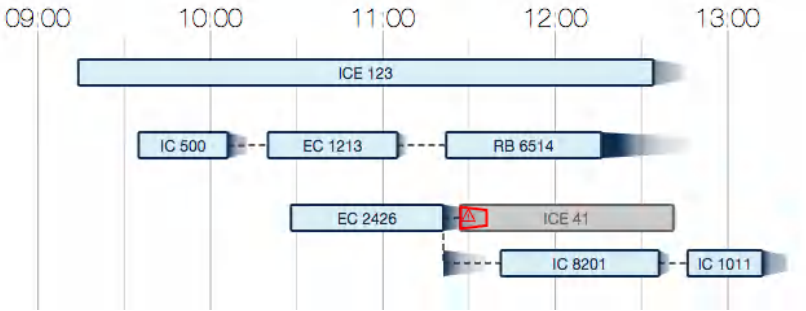 09:00 10:00 11:00 12:00 13:00
ICE 123
IC 500 EC 1213 RB 6514
EC 2426 ICE 41
IC 8201 IC 1011